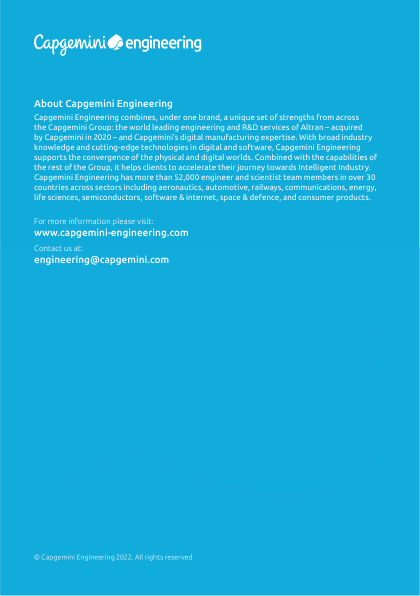 Capgemini engineering
About Capgemini Engineering
Capgemini Engineering combines, under one brand, a unique set of strengths from across
the Capgemini Group: the world leading engineering and R&D services of Altran – acquired
by Capgemini in 2020 – and Capgemini's digital manufacturing expertise. With broad industry
knowledge and cutting-edge technologies in digital and software, Capgemini Engineering
supports the convergence of the physical and digital worlds. Combined with the capabilities of
the rest of the Group, it helps clients to accelerate their journey towards Intelligent Industry.
Capgemini Engineering has more than 52,000 engineer and scientist team members in over 30
countries across sectors including aeronautics, automotive, railways, communications, energy,
life sciences, semiconductors, software & internet, space & defence, and consumer products.
For more information please visit:
www.capgemini-engineering.com
Contact us at:
engineering@capgemini.com
© Capgemini Engineering 2022. All rights reserved